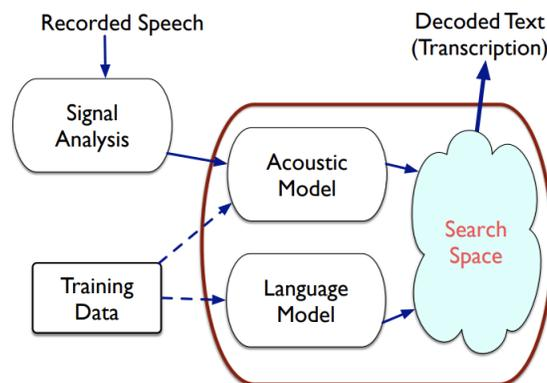 Recorded Speech
Decoded Text
(Transcription)
Signal
Analysis
Acoustic
Model
Search
Space
Training
Data
Language
Model